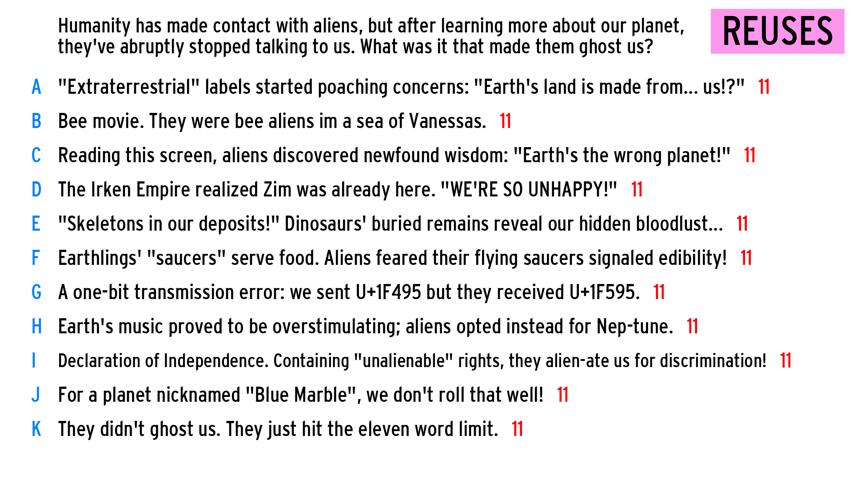 Humanity has made contact with aliens, but after learning more about our planet,
they've abruptly stopped talking to us. What was it that made them ghost us?
REUSES
A "Extraterrestrial" labels started poaching concerns: "Earth's land is made from... us!?" 11
B Bee movie. They were bee aliens im a sea of Vanessas. 11
C Reading this screen, aliens discovered newfound wisdom: "Earth's the wrong planet!" 11
D The Irken Empire realized Zim was already here. "WE'RE SO UNHAPPY!" 11
E "Skeletons in our deposits!" Dinosaurs' buried remains reveal our hidden bloodlust... 11
F Earthlings' "saucers" serve food. Aliens feared their flying saucers signaled edibility! 11
G A one-bit transmission error: we sent U+1F495 but they received U+1F595. 11
H Earth's music proved to be overstimulating; aliens opted instead for Nep-tune. 11
I Declaration of Independence. Containing "unalienable" rights, they alien-ate us for discrimination! 11
J For a planet nicknamed "Blue Marble", we don't roll that well! 11
K They didn't ghost us. They just hit the eleven word limit. 11